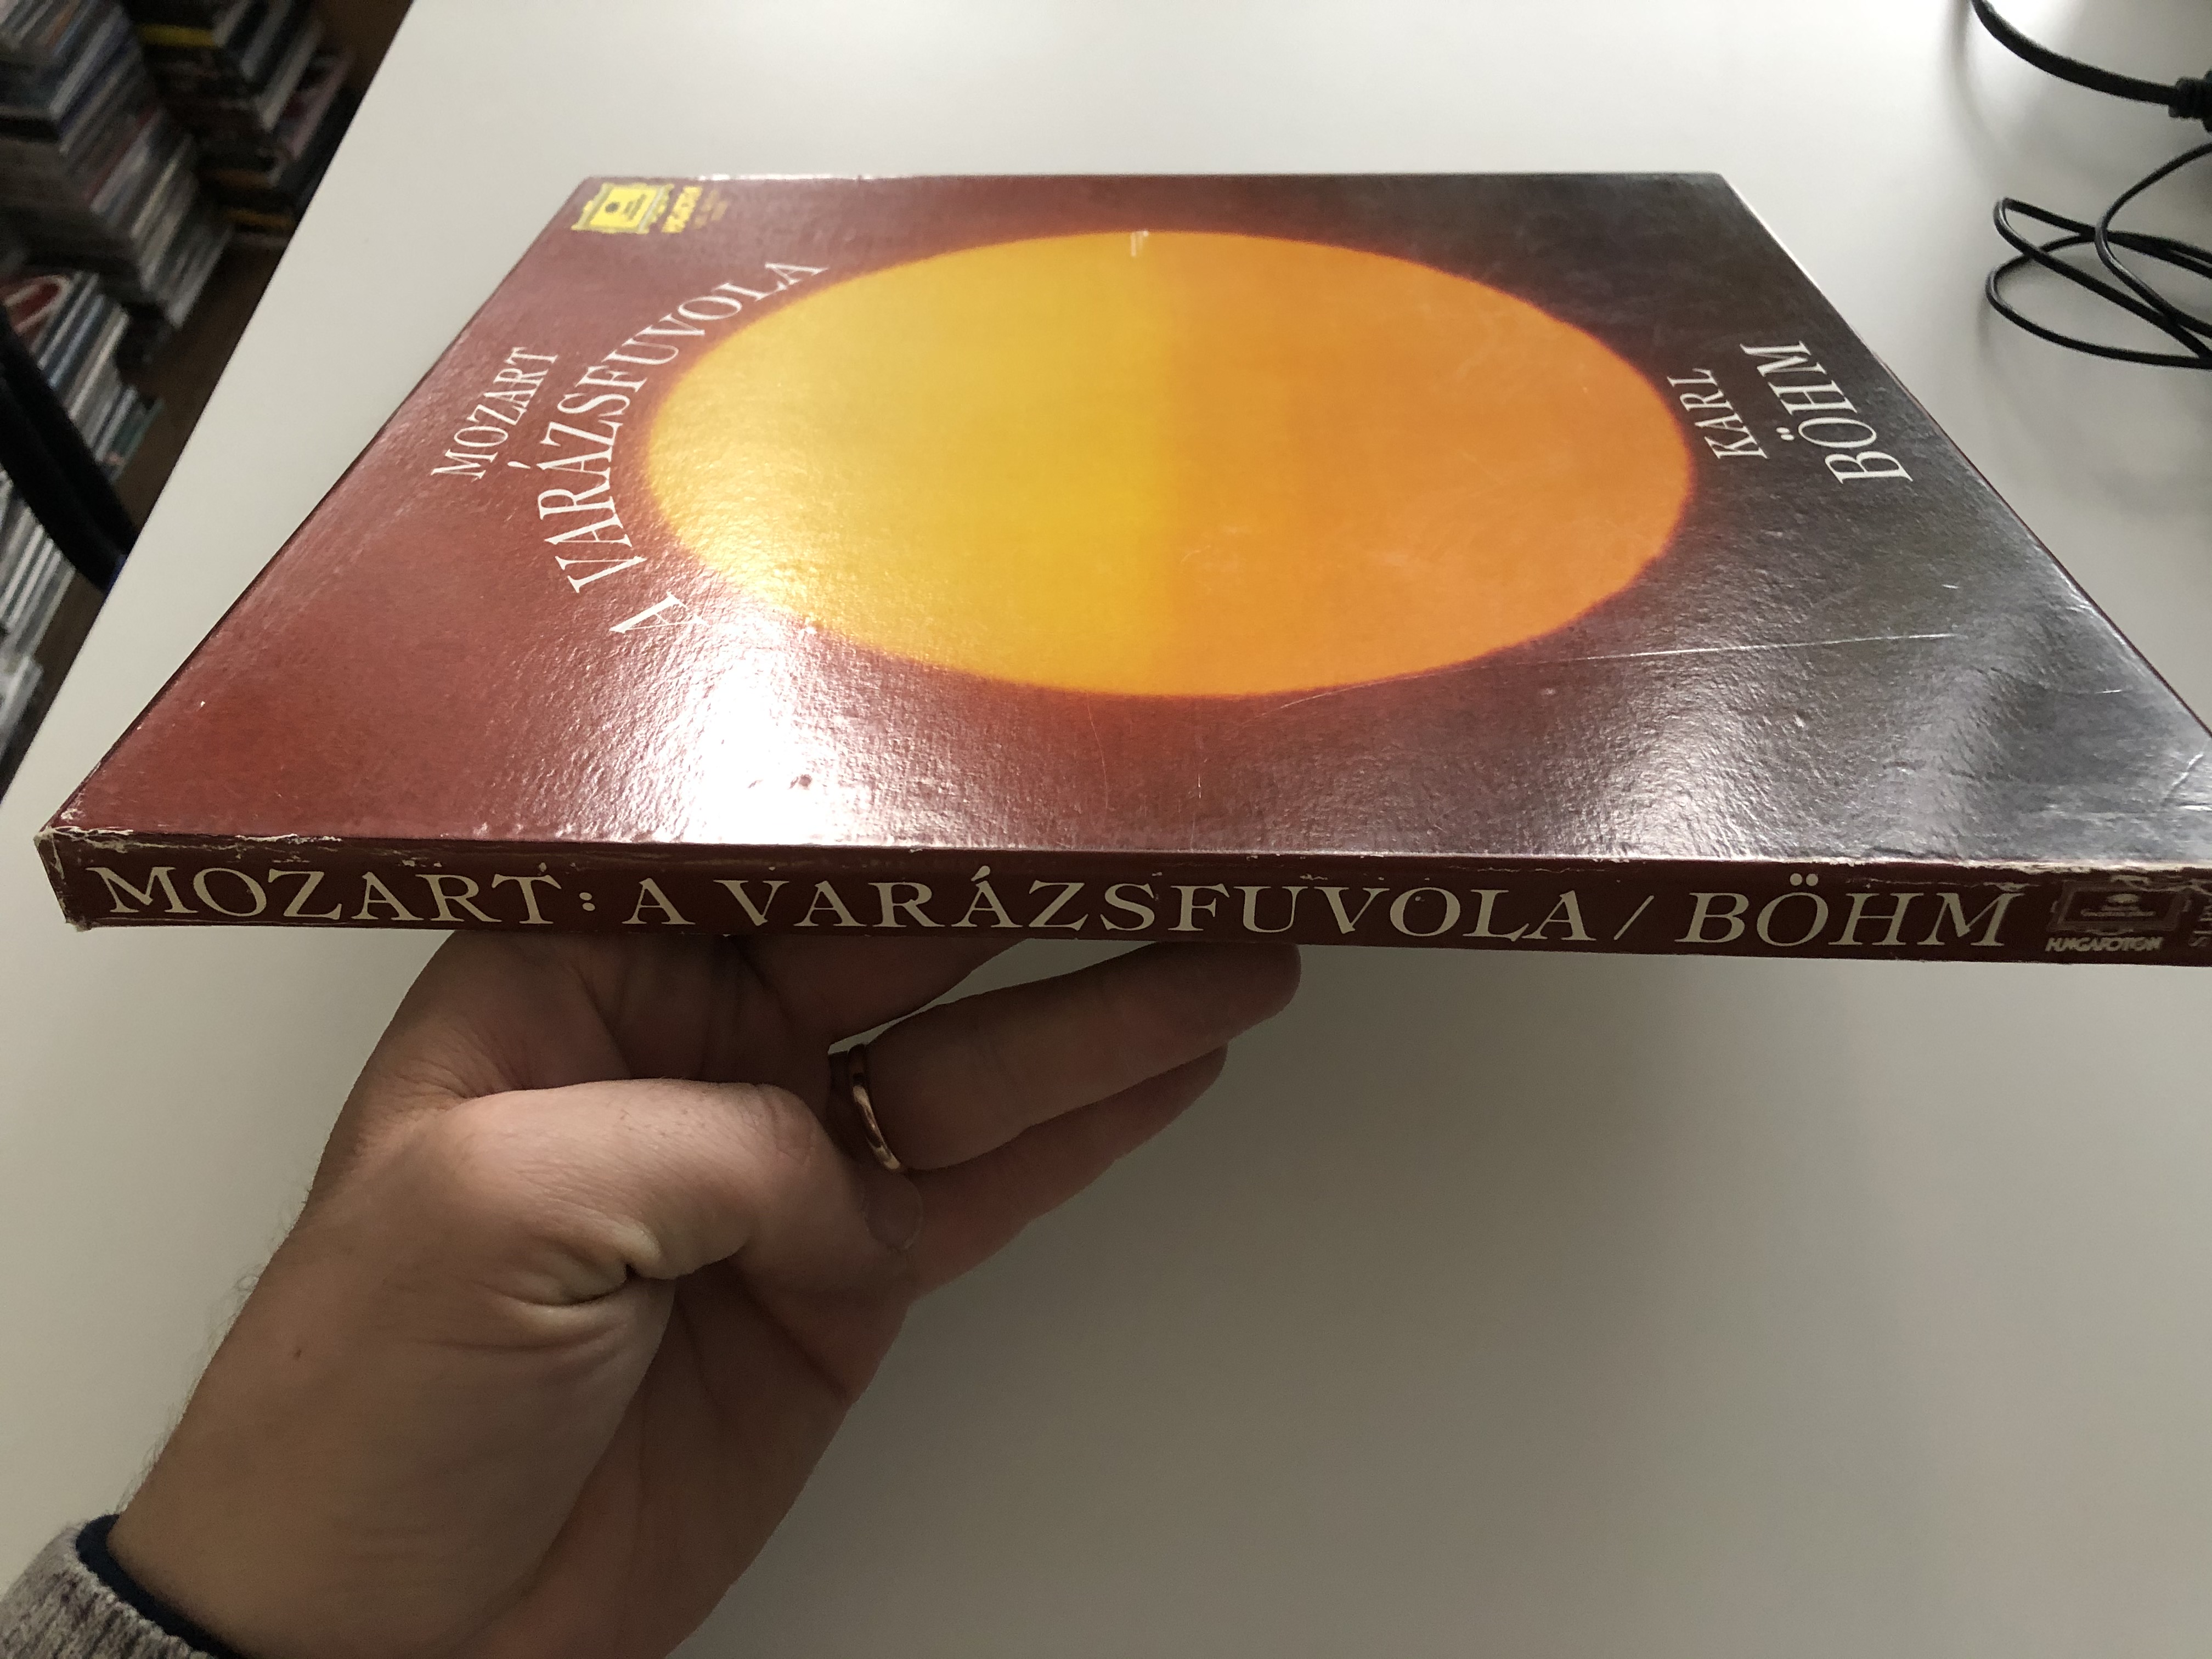 MOZART
A VARÁZSFUVOLA
KARL
BÖHM
MOZART: A VARÁZSFUVOLA / BÖHM
HUNGAROTON